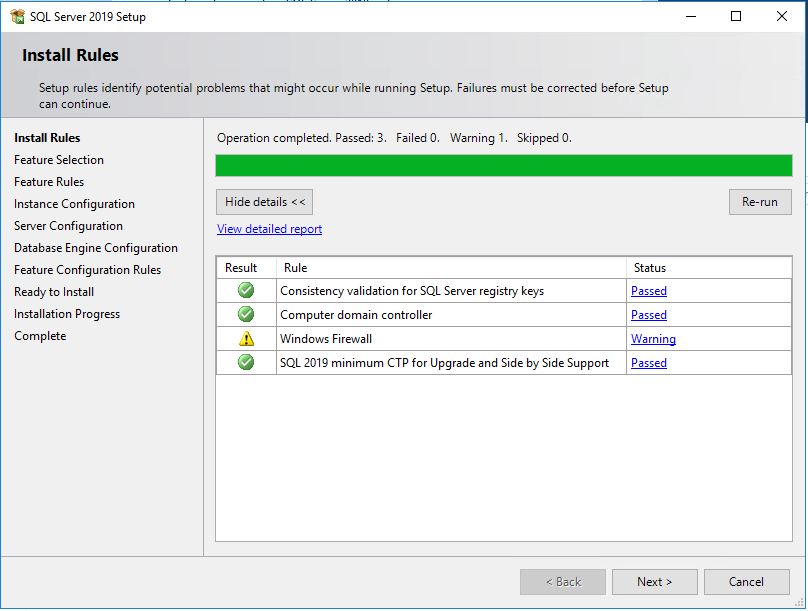 SQL Server 2019 Setup
Install Rules
Setup rules identify potential problems that might occur while running Setup. Failures must be corrected before Setup
can continue.
Install Rules
Feature Selection
Feature Rules
Instance Configuration
Server Configuration
Database Engine Configuration
Feature Configuration Rules
Ready to Install
Installation Progress
Complete
Operation completed. Passed: 3. Failed 0. Warning 1. Skipped 0.
Hide details <<
Re-run
View detailed report
Result Rule Status
Consistency validation for SQL Server registry keys Passed
Computer domain controller Passed
Windows Firewall Warning
SQL 2019 minimum CTP for Upgrade and Side by Side Support Passed
< Back Next > Cancel